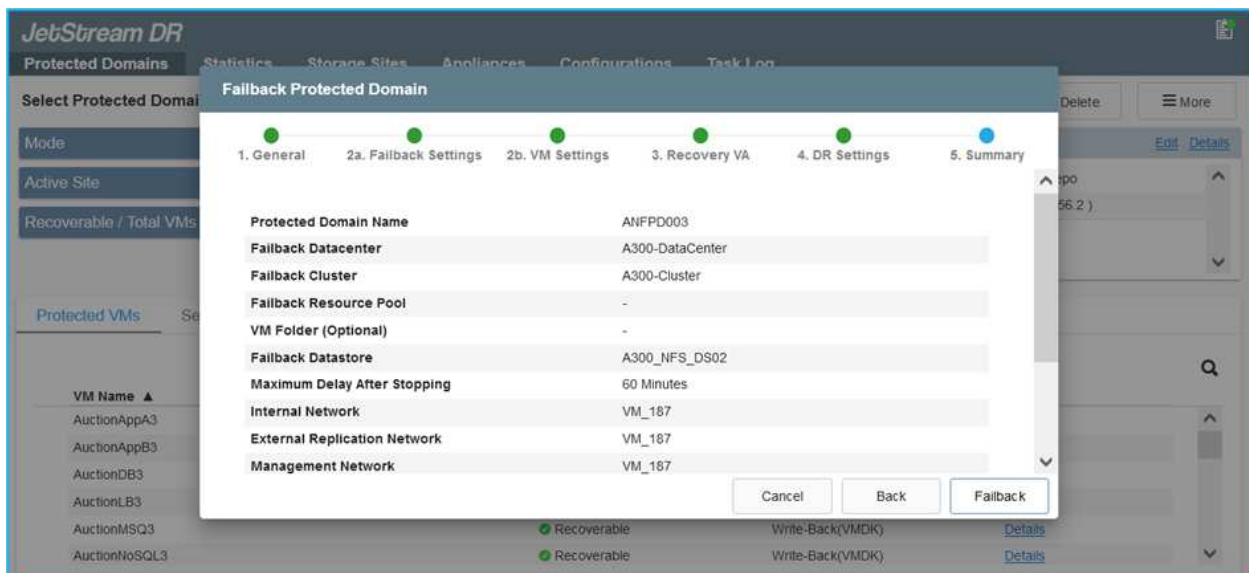 JetStream DR
Protected Domains Statistics Storage Sites Appliances Configurations Task Log
Select Protected Domai
Delete
More
Failback Protected Domain
Mode
Edit Details
Active Site
Recoverable / Total VMs
56.2 )
1. General 2a. Failback Settings 2b. VM Settings 3. Recovery VA 4. DR Settings 5. Summary
Protected Domain Name ANFPD003
Failback Datacenter A300-DataCenter
Failback Cluster A300-Cluster
Failback Resource Pool -
VM Folder (Optional) -
Failback Datastore A300_NFS_DS02
Maximum Delay After Stopping 60 Minutes
Internal Network VM_187
External Replication Network VM_187
Management Network VM_187
Cancel Back Failback
Protected VMs Se
VM Name ▲
AuctionAppA3
AuctionAppB3
AuctionDB3
AuctionLB3
AuctionMSQ3 Recoverable Write-Back(VMDK) Details
AuctionNoSQL3 Recoverable Write-Back(VMDK) Details